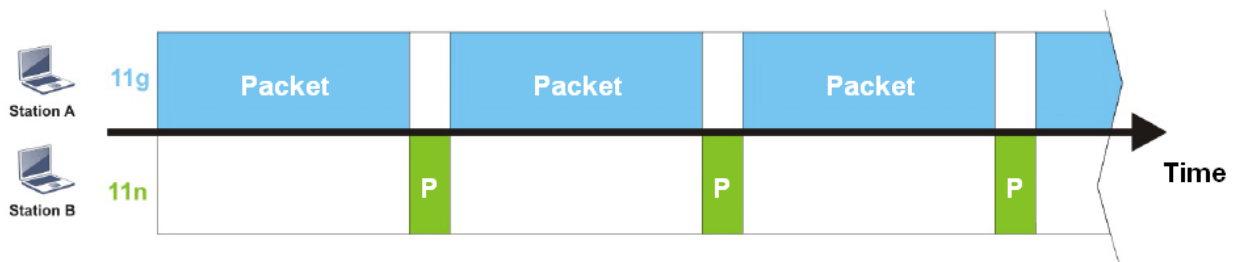 11g
Packet
Packet
Packet
Station A
Time
11n
P
P
P
Station B